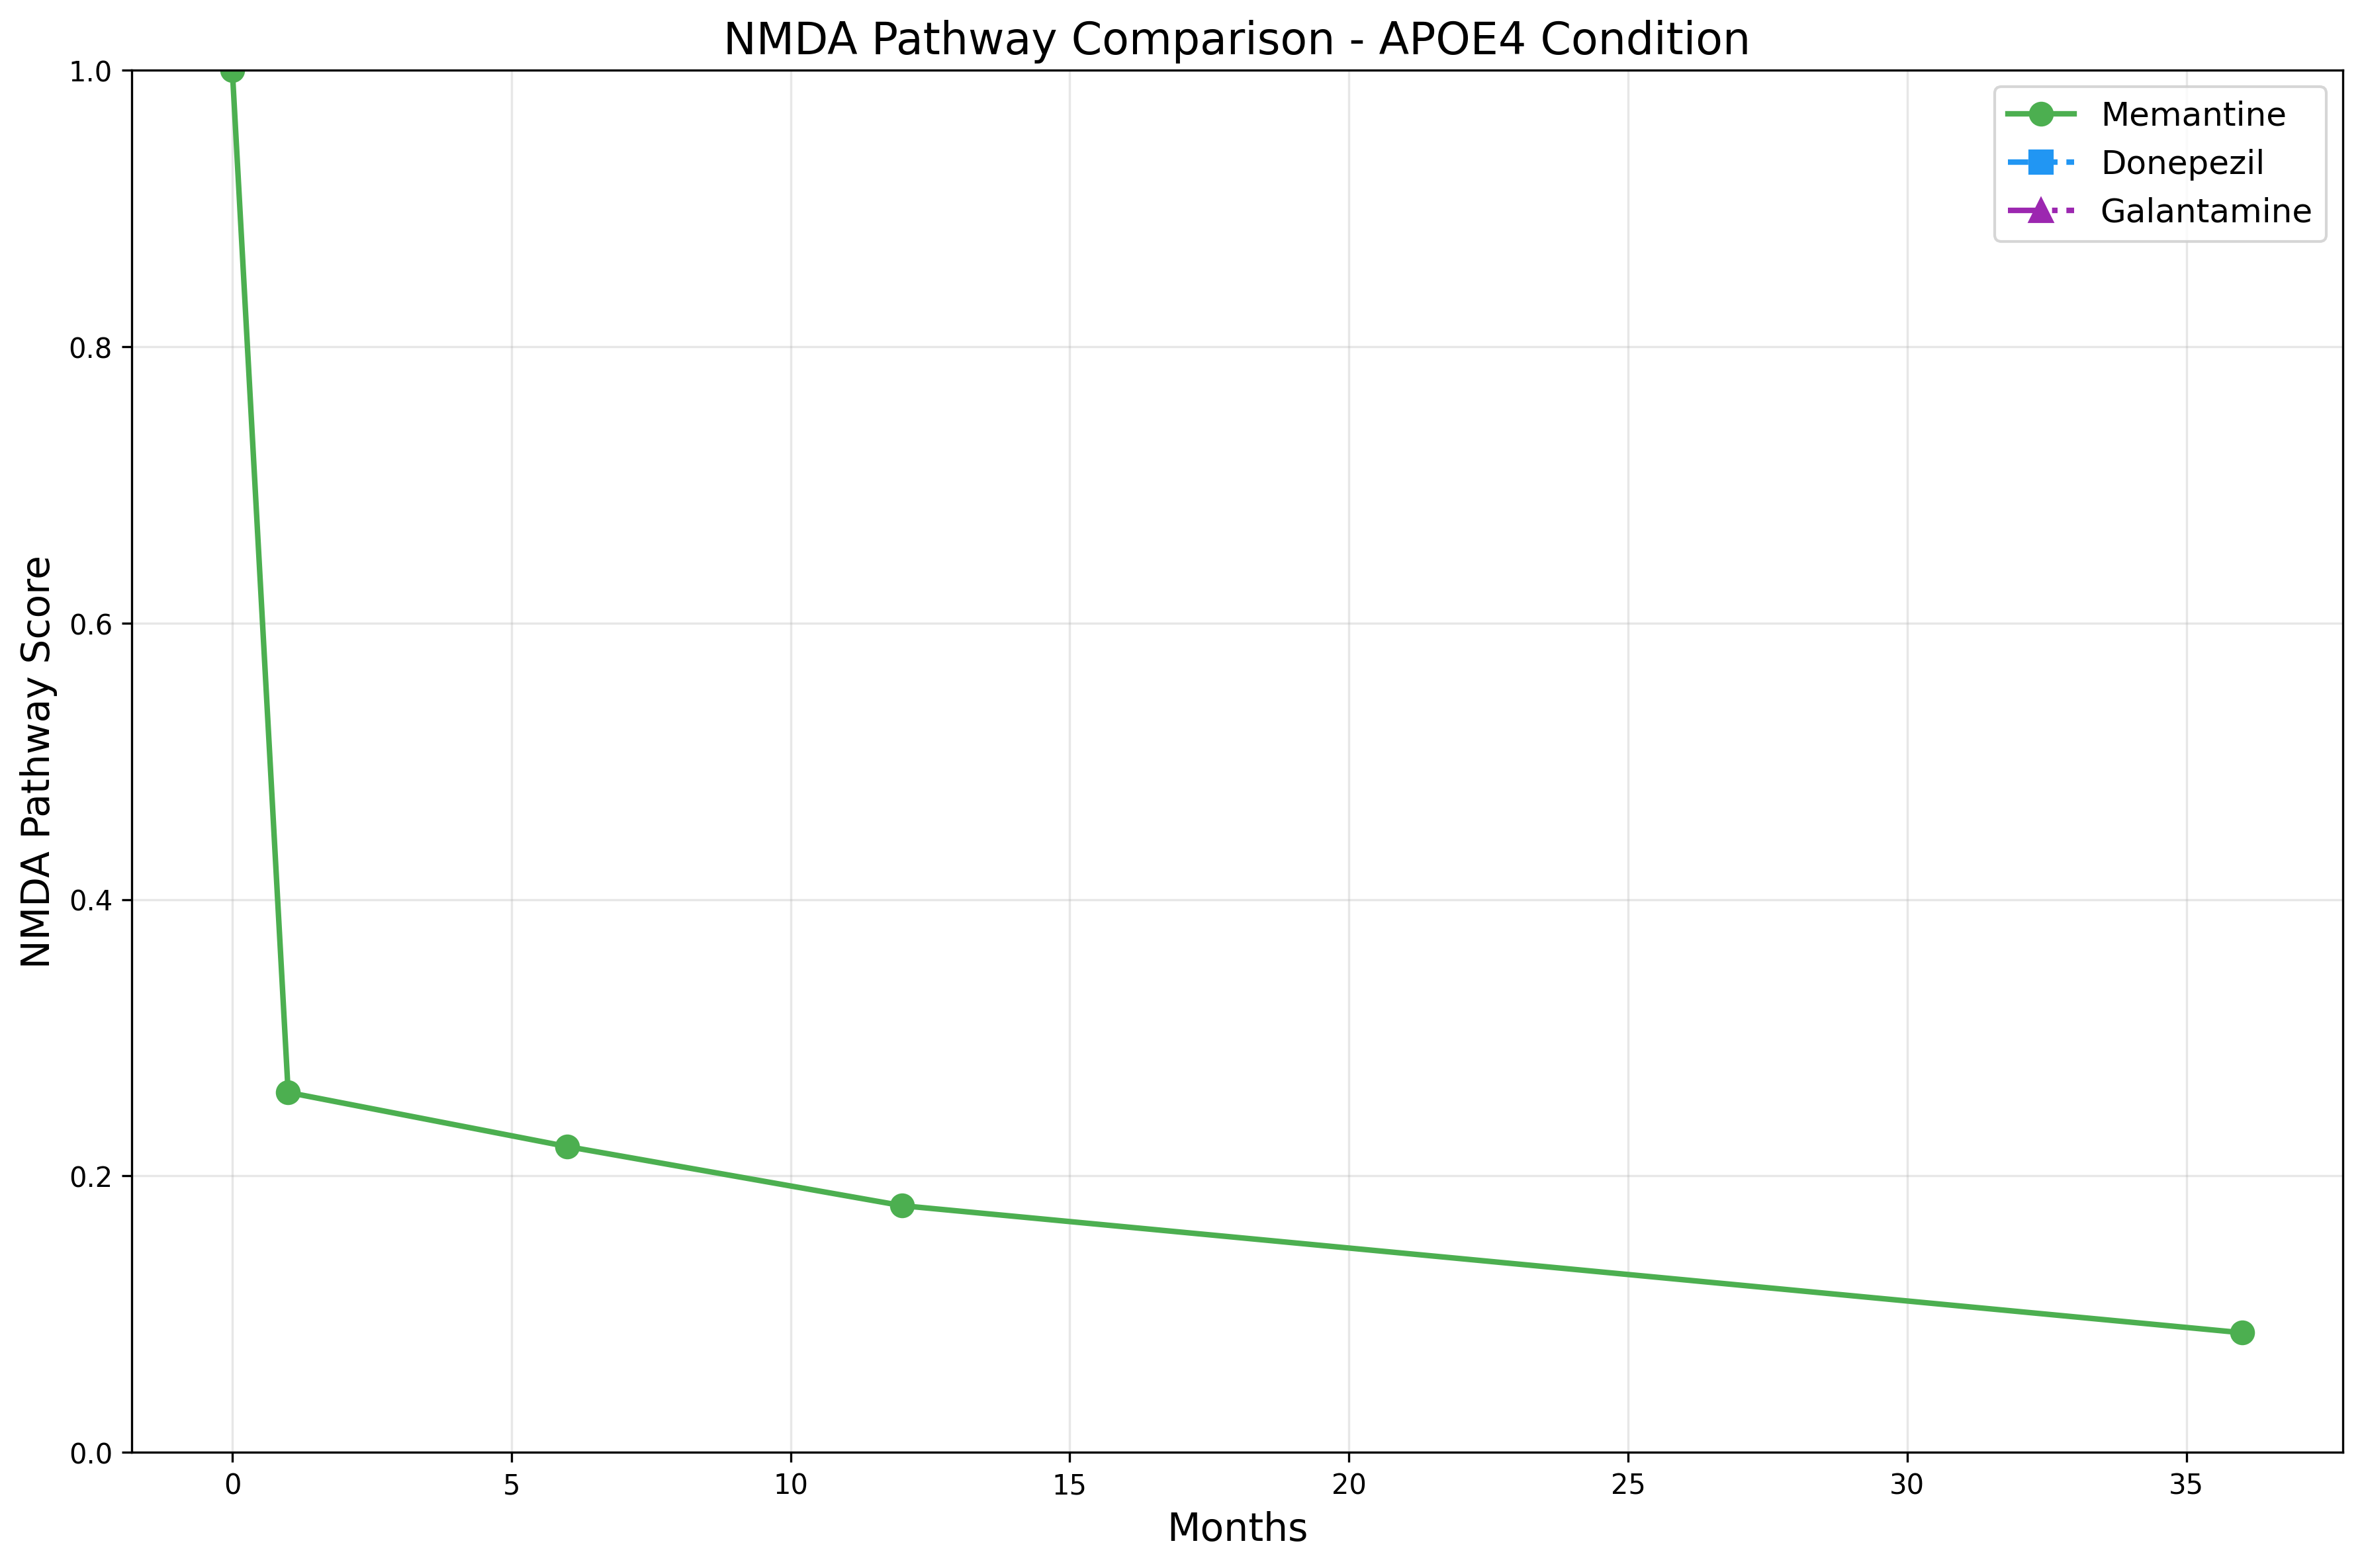 NMDA Pathway Comparison - APOE4 Condition
Memantine
Donepezil
Galantamine
NMDA Pathway Score
1.0
0.8
0.6
0.4
0.2
0.0
0 5 10 15 20 25 30 35
Months